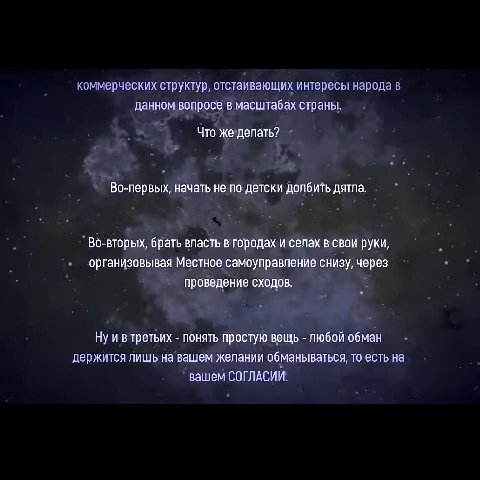 коммерческих структур, отстаивающих интересы народа в
данном вопросе в масштабах страны.
Что же делать?
Во-первых, начать не по детски долбить дятла.
Во-вторых, брать власть в городах и селах в свои руки,
организовывая Местное самоуправление снизу, через
проведение сходов.
Ну и в третьих - понять простую вещь - любой обман
держится лишь на вашем желании обманываться, то есть на
вашем СОГЛАСИИ.